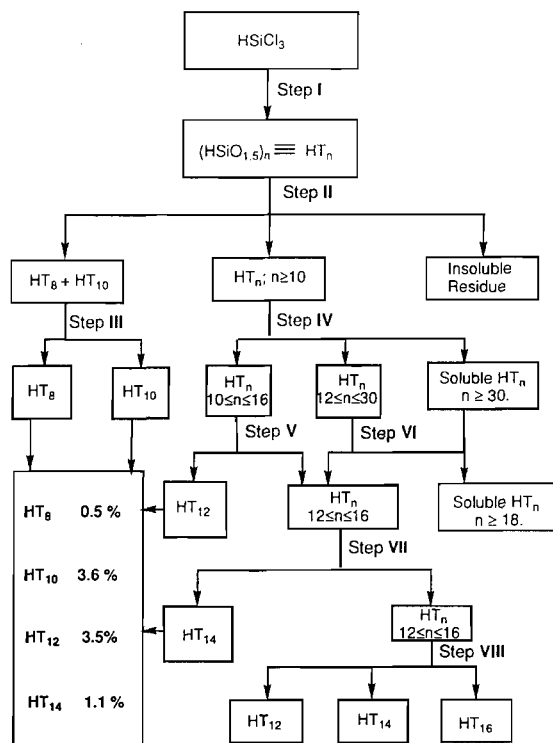 HSiCl3
Step I
(HSiO1.5)n ≡ HTn
Step II
HT8 + HT10
HTn; n≥10
Insoluble
Residue
Step III
Step IV
HT8
HT10
HTn
10≤n≤16
HTn
12≤n≤30
Soluble HTn
n ≥ 30.
Step V
Step VI
HT12
HTn
12≤n≤16
Soluble HTn
n ≥ 18.
HT8 0.5 %
HT10 3.6 %
HT12 3.5%
HT14 1.1 %
Step VII
HT14
HTn
12≤n≤16
Step VIII
HT12
HT14
HT16